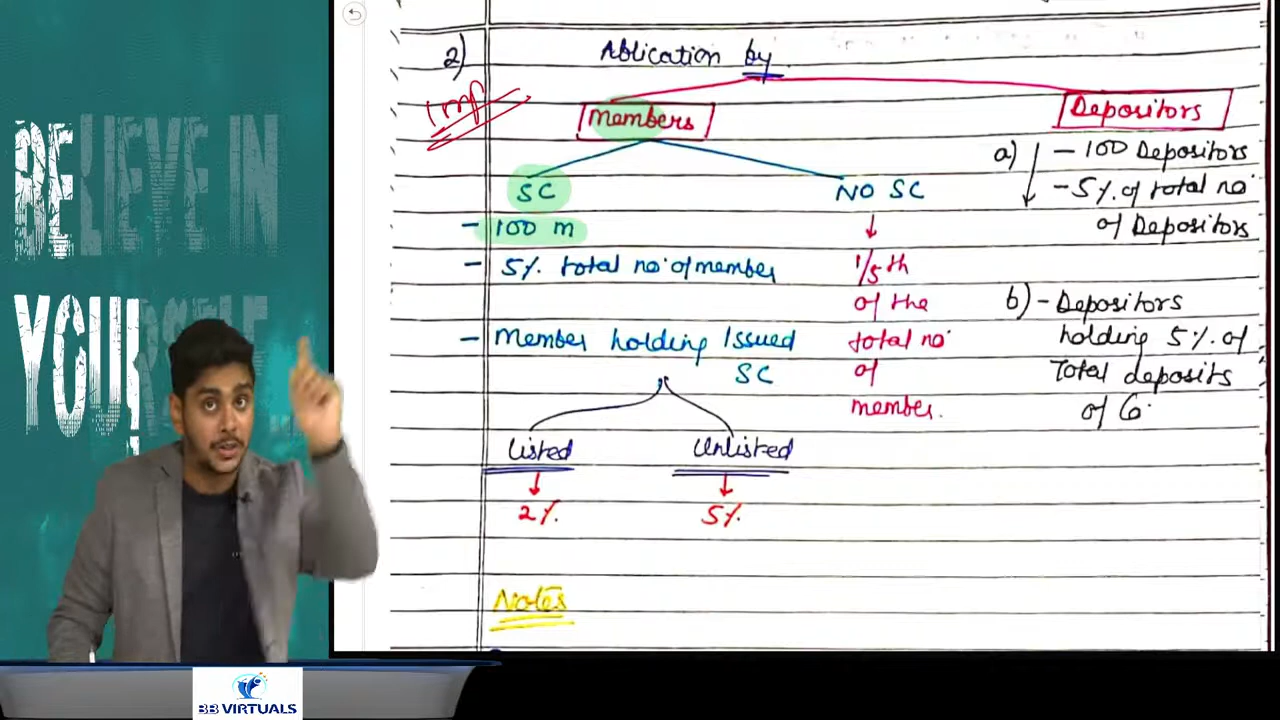 BELIEVE IN
YOURSELF
2) Application by
Imp
Members
Depositors
SC
NO SC
a) - 100 Depositors
- 5% of total no.
of Depositors
- 100 m
- 5% total no. of member
- Member holding Issued
SC
1/5th
of the
total no.
of
member.
b) - Depositors
holding 5% of
Total deposits
of Co.
Listed
Unlisted
2%
5%
Notes
BB VIRTUALS